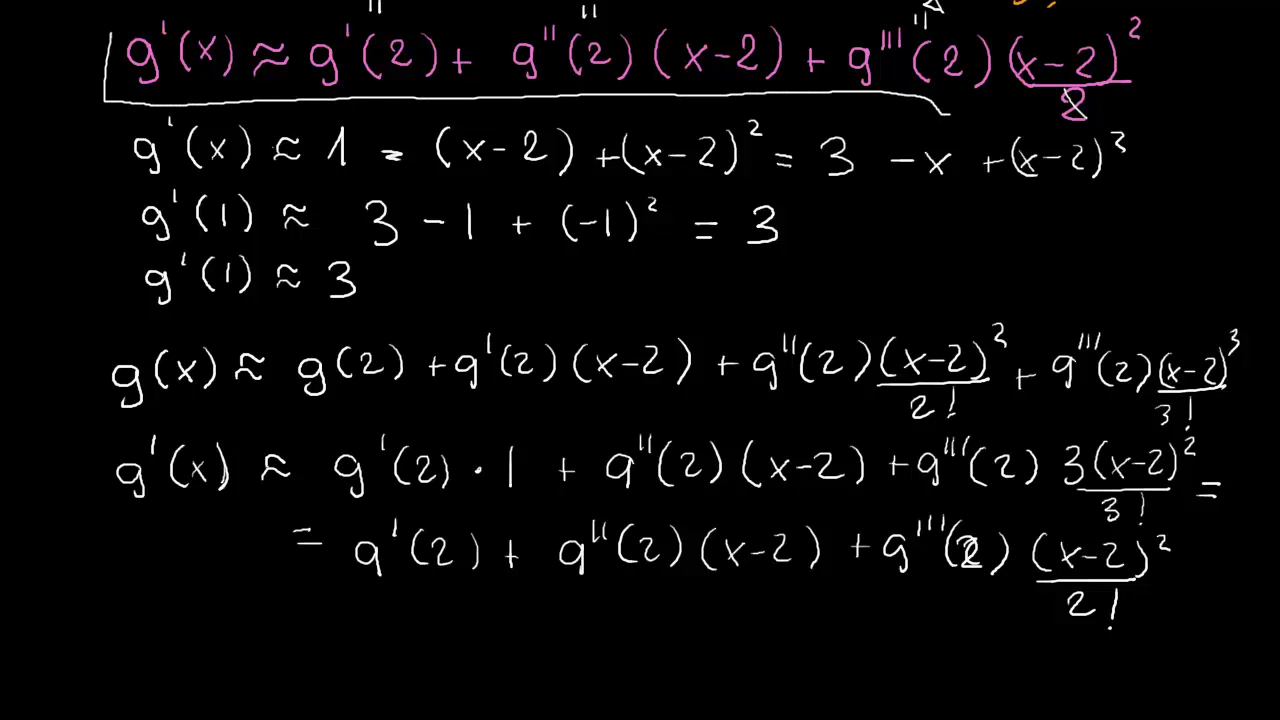 g'(x) ≈ g'(2) + g''(2)(x-2) + g'''(2) (x-2)²/2
g'(x) ≈ 1 - (x-2) + (x-2)² = 3 - x + (x-2)³
g'(1) ≈ 3 - 1 + (-1)² = 3
g'(1) ≈ 3
g(x) ≈ g(2) + g'(2)(x-2) + g''(2) (x-2)²/2! + g'''(2) (x-2)³/3!
g'(x) ≈ g'(2)·1 + g''(2)(x-2) + g'''(2) 3(x-2)²/3! =
= g'(2) + g''(2)(x-2) + g'''(2) (x-2)²/2!